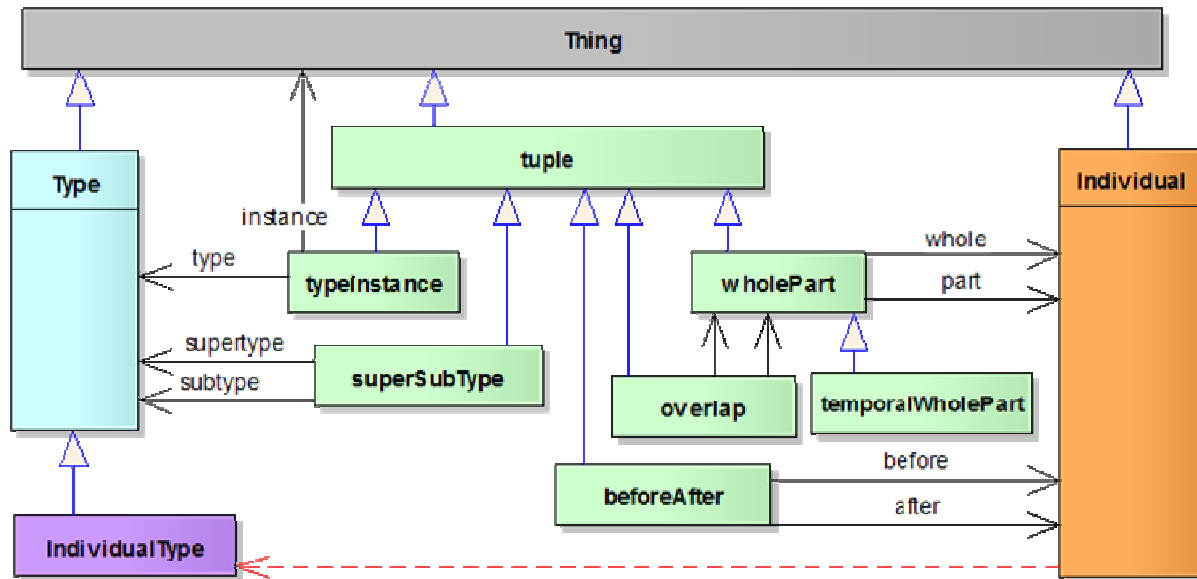 Thing
tuple
Type
Individual
instance
whole
type
typeInstance
wholePart
part
supertype
superSubType
subtype
overlap
temporalWholePart
before
beforeAfter
after
IndividualType